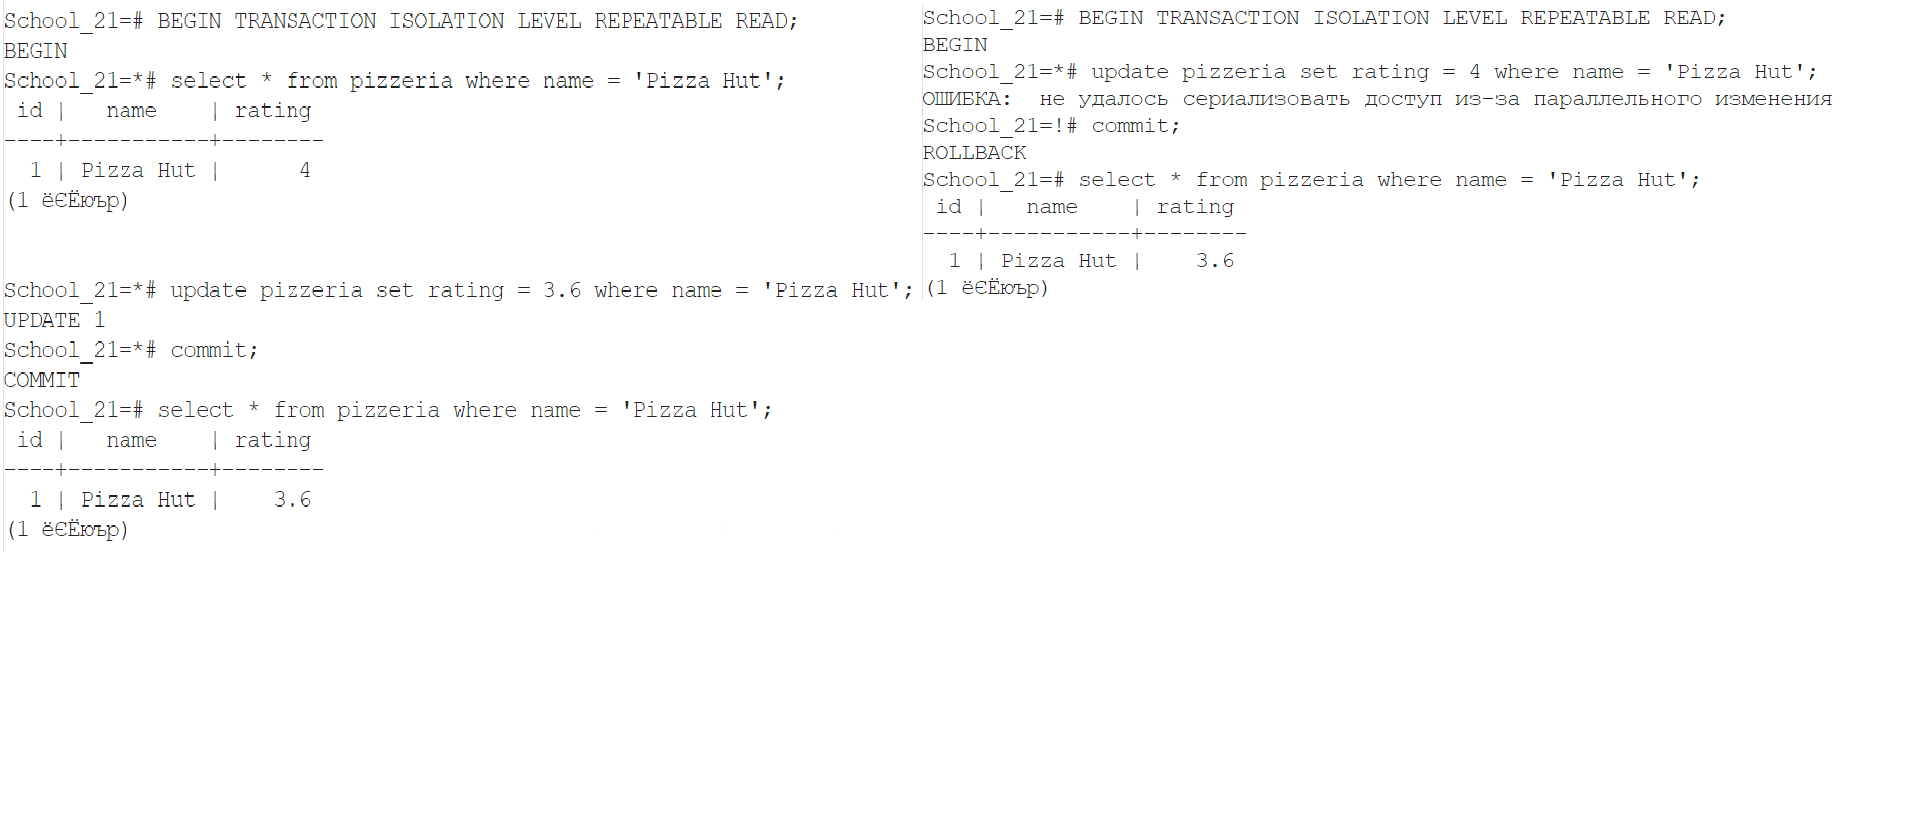 School_21=# BEGIN TRANSACTION ISOLATION LEVEL REPEATABLE READ;
BEGIN
School_21=*# select * from pizzeria where name = 'Pizza Hut';
 id |   name    | rating
----+-----------+--------
  1 | Pizza Hut |      4
(1 ёЄЁюър)
School_21=*# update pizzeria set rating = 3.6 where name = 'Pizza Hut';
UPDATE 1
School_21=*# commit;
COMMIT
School_21=# select * from pizzeria where name = 'Pizza Hut';
 id |   name    | rating
----+-----------+--------
  1 | Pizza Hut |    3.6
(1 ёЄЁюър)
School_21=# BEGIN TRANSACTION ISOLATION LEVEL REPEATABLE READ;
BEGIN
School_21=*# update pizzeria set rating = 4 where name = 'Pizza Hut';
ОШИБКА:  не удалось сериализовать доступ из-за параллельного изменения
School_21=!# commit;
ROLLBACK
School_21=# select * from pizzeria where name = 'Pizza Hut';
 id |   name    | rating
----+-----------+--------
  1 | Pizza Hut |    3.6
(1 ёЄЁюър)